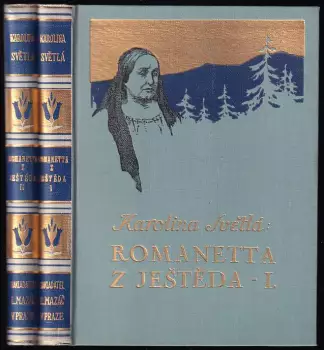 KAROLINA
SVĚTLÁ
ROMANETTA
Z
JEŠTĚDA
II
NAKLADATEL
L. MAZÁČ
V PRAZE
KAROLINA
SVĚTLÁ
ROMANETTA
Z
JEŠTĚDA
I
NAKLADATEL
L. MAZÁČ
V PRAZE
Karolina Světlá:
ROMANETTA
Z JEŠTĚDA · I.